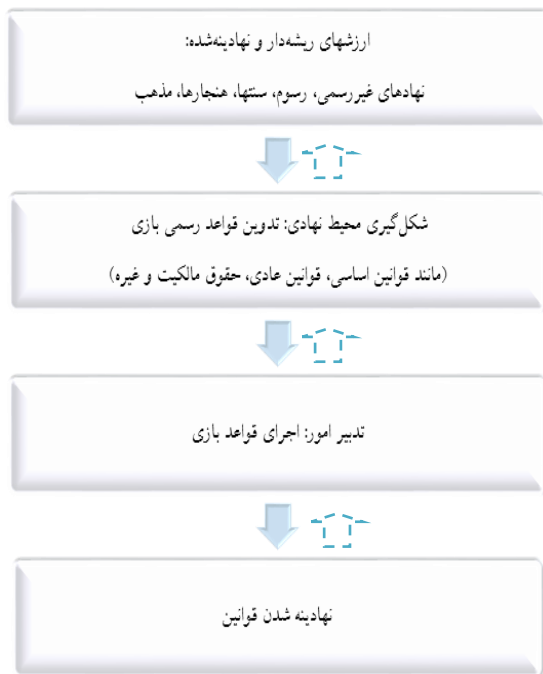 ارزشهای ریشه‌دار و نهادینه‌شده:
نهادهای غیررسمی، رسوم، سنتها، هنجارها، مذهب
شکل‌گیری محیط نهادی: تدوین قواعد رسمی بازی
(مانند قوانین اساسی، قوانین عادی، حقوق مالکیت و غیره)
تدبیر امور: اجرای قواعد بازی
نهادینه شدن قوانین